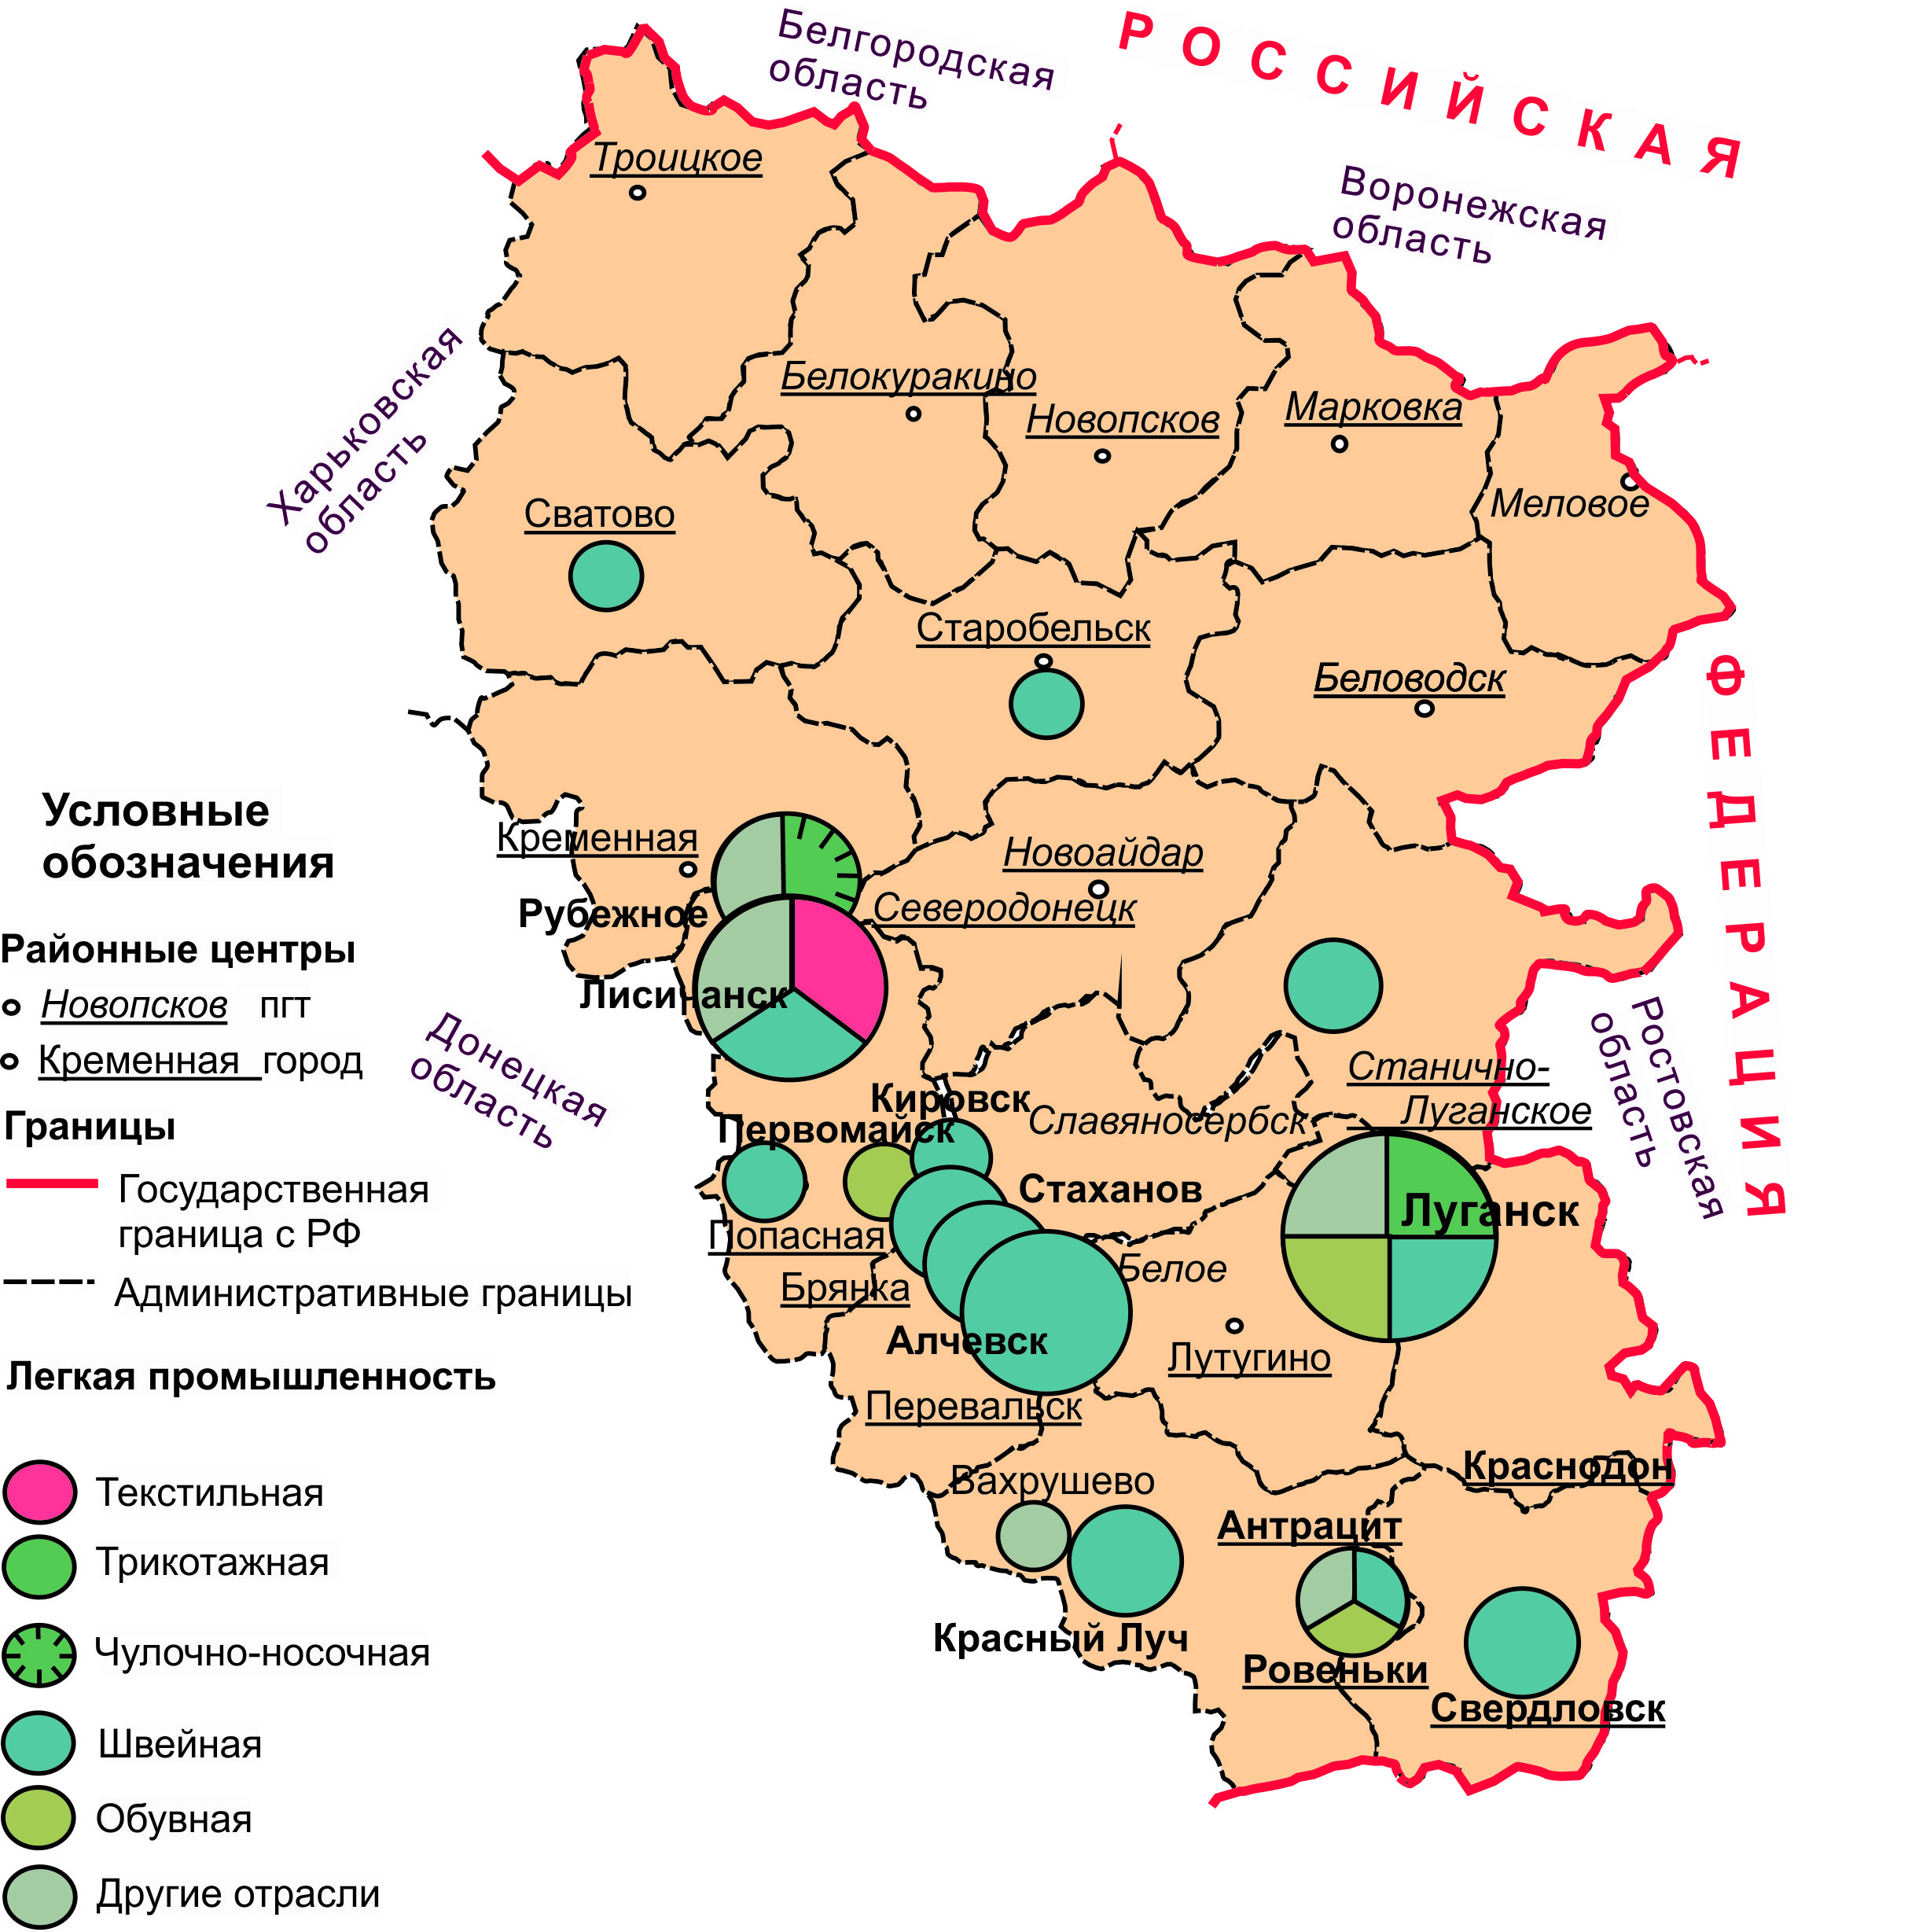 Белгородская
область
РОССИЙСКАЯ
Троицкое
Воронежская
область
Харьковская
область
Белокуракино
Новопсков
Марковка
Меловое
Сватово
Старобельск
Беловодск
ФЕДЕРАЦИЯ
Кременная
Новоайдар
Рубежное
Северодонецк
Лисичанск
Донецкая
область
Ростовская
область
Станично-
Луганское
Кировск
Славяносербск
Первомайск
Стаханов
Луганск
Попасная
Белое
Брянка
Алчевск
Лутугино
Перевальск
Краснодон
Вахрушево
Антрацит
Красный Луч
Ровеньки
Свердловск
Условные
обозначения
Районные центры
Новопсков пгт
Кременная город
Границы
Государственная
граница с РФ
Административные границы
Легкая промышленность
Текстильная
Трикотажная
Чулочно-носочная
Швейная
Обувная
Другие отрасли